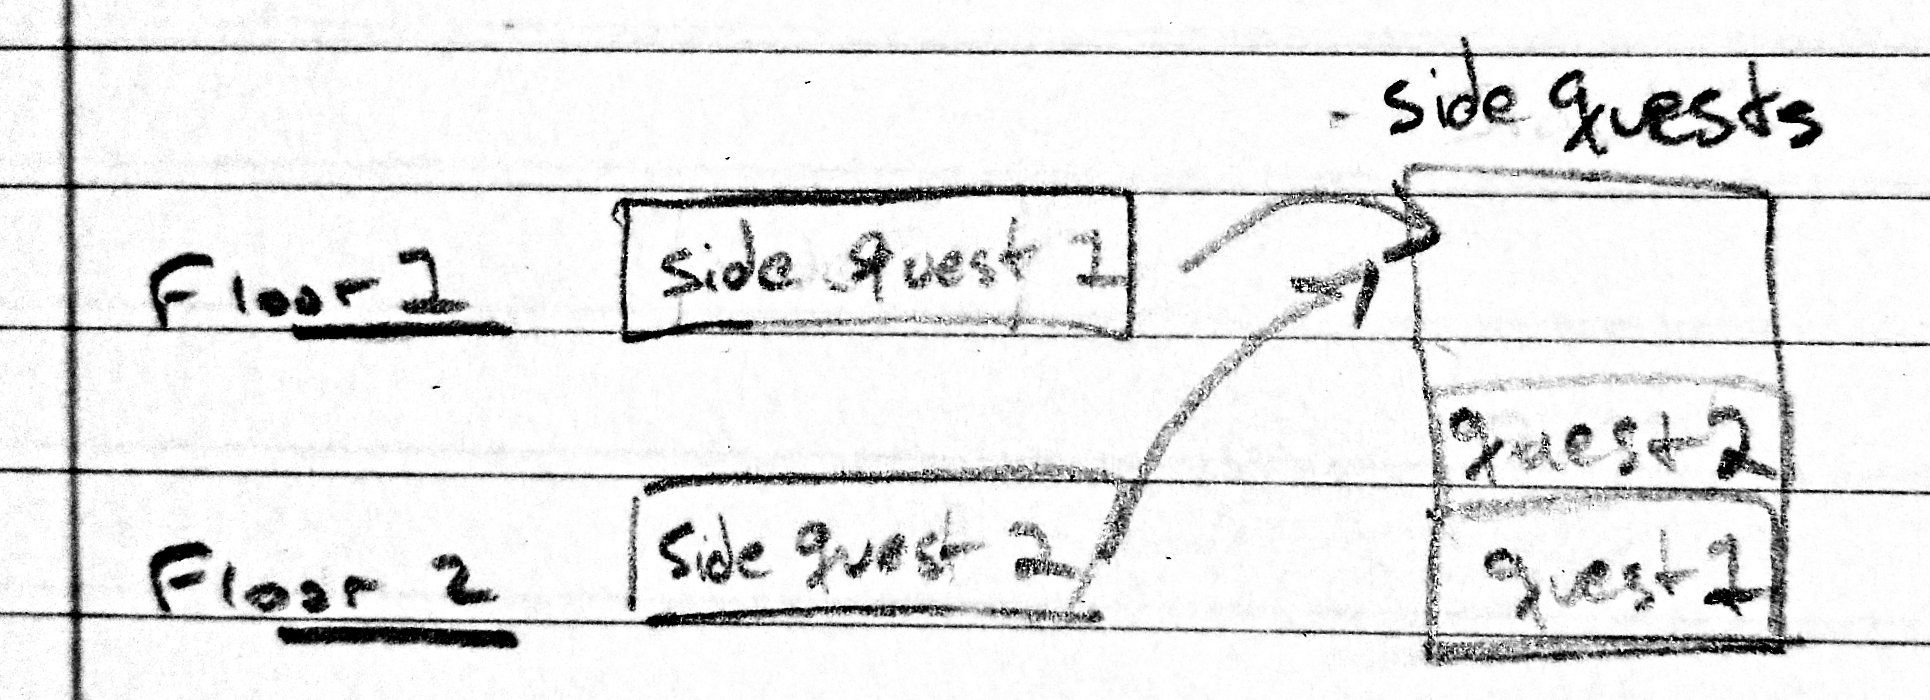 side quests
Floor 1 side quest 1
quest 2
Floor 2 side quest 2
quest 1